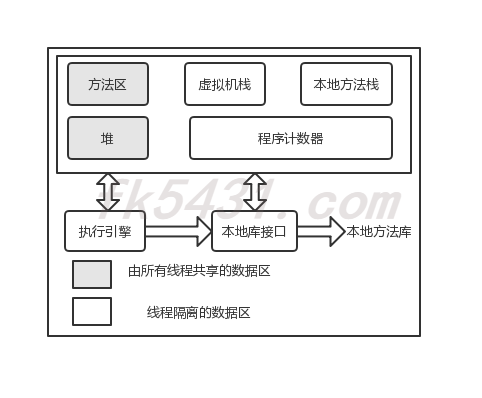 方法区
虚拟机栈
本地方法栈
堆
程序计数器
fk5431.com
执行引擎
本地库接口
本地方法库
由所有线程共享的数据区
线程隔离的数据区